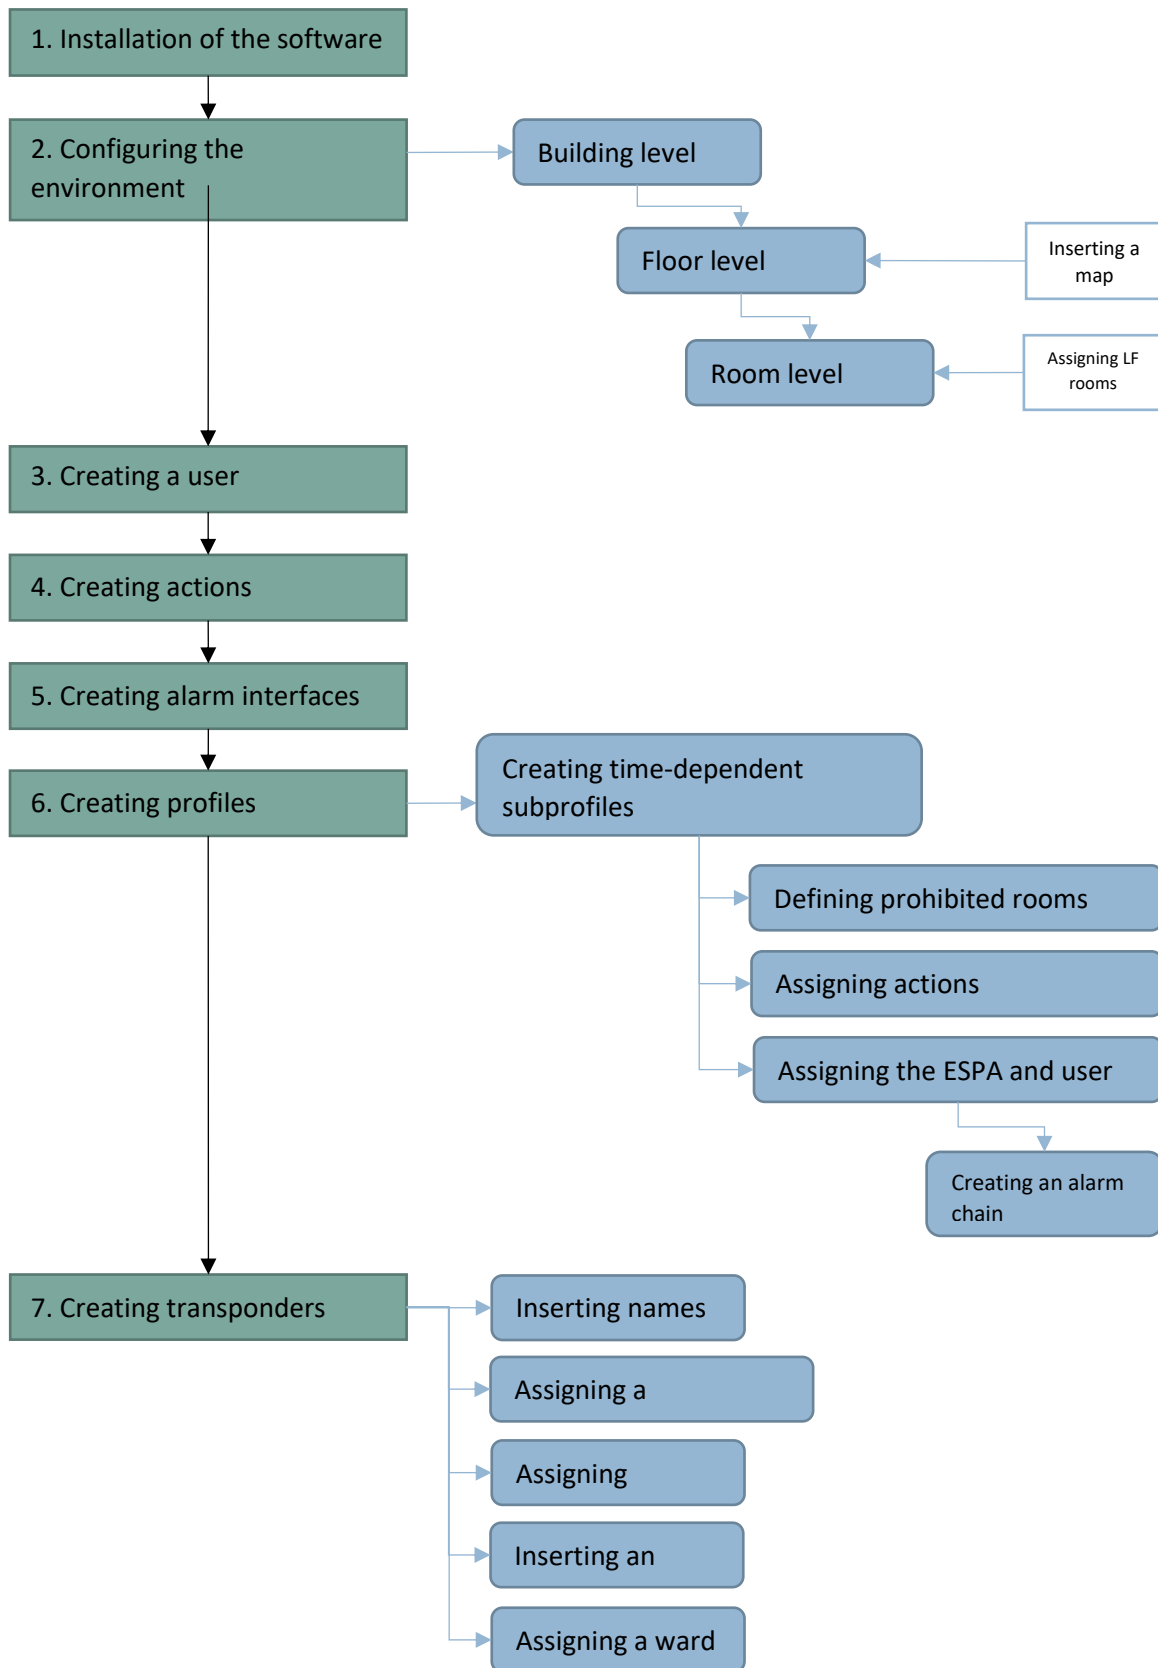 1. Installation of the software
2. Configuring the
environment
Building level
Floor level
Inserting a
map
Room level
Assigning LF
rooms
3. Creating a user
4. Creating actions
5. Creating alarm interfaces
6. Creating profiles
Creating time-dependent
subprofiles
Defining prohibited rooms
Assigning actions
Assigning the ESPA and user
Creating an alarm
chain
7. Creating transponders
Inserting names
Assigning a
Assigning
Inserting an
Assigning a ward